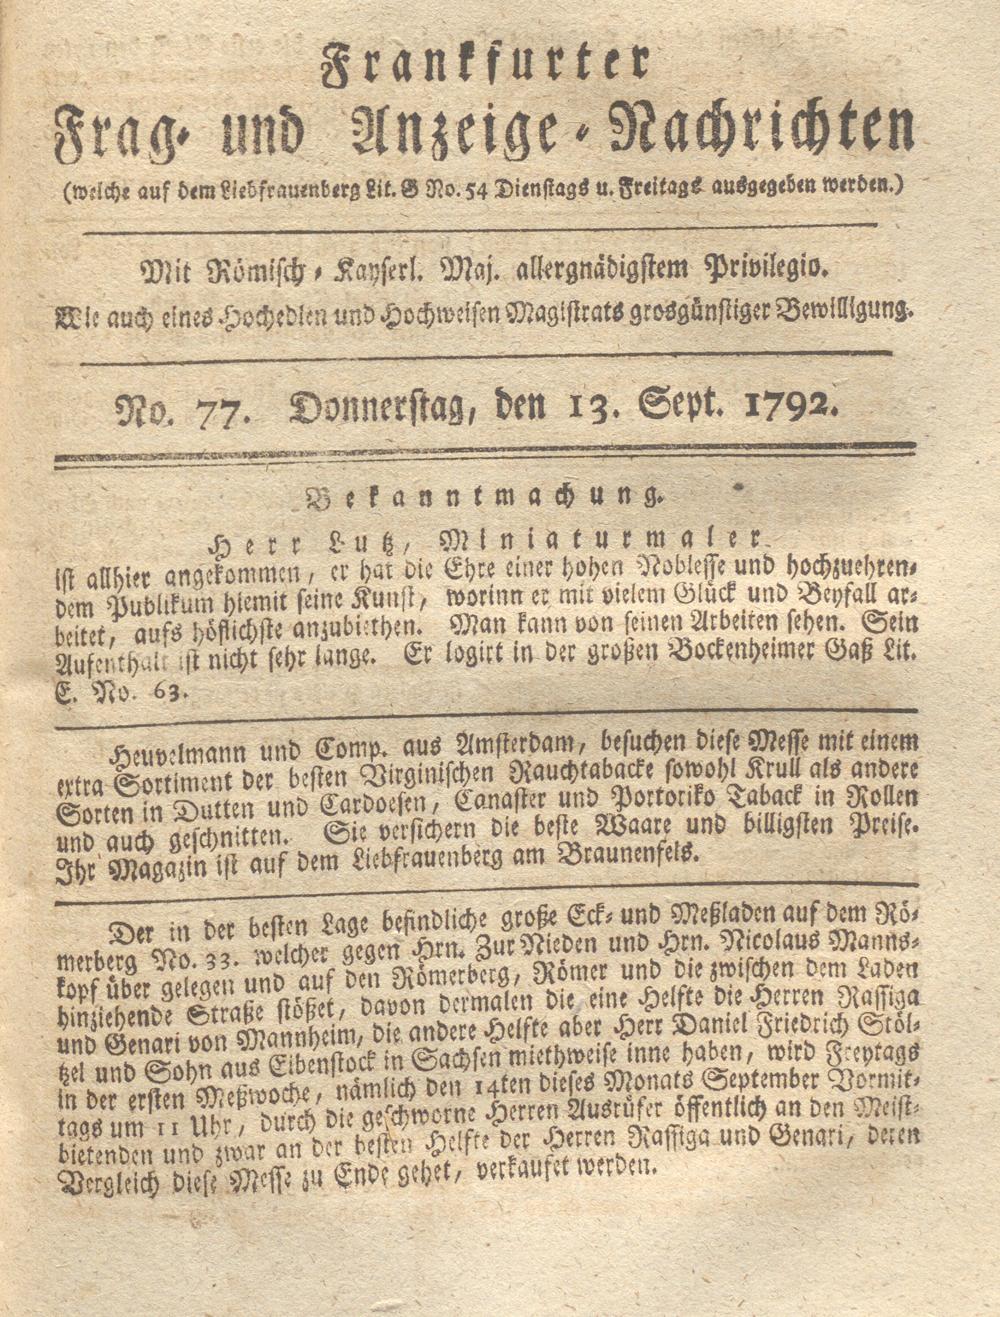 Frankfurter
Frag- und Anzeige-Nachrichten
(welche auf dem Liebfrauenberg Lit. G No. 54 Dienstags u. Freitags ausgegeben werden.)
Mit Römisch-Kayserl. Maj. allergnädigstem Privilegio.
Wie auch eines Hochedlen und Hochweisen Magistrats grosgünstiger Bewilligung.
No. 77. Donnerstag, den 13. Sept. 1792.
Bekanntmachung.
Herr Lutz, Miniaturmaler
ist allhier angekommen, er hat die Ehre einer hohen Noblesse und hochzuehren-
dem Publikum hiemit seine Kunst, worinn er mit vielem Glück und Beyfall ar-
beitet, aufs höflichste anzubiethen. Man kann von seinen Arbeiten sehen. Sein
Aufenthalt ist nicht sehr lange. Er logirt in der großen Bockenheimer Gaß Lit.
E. No. 63.
Heuvelmann und Comp. aus Amsterdam, besuchen diese Messe mit einem
extra Sortiment der besten Virginischen Rauchtabacke sowohl Krull als andere
Sorten in Dutten und Cardoesen, Canaster und Portoriko Taback in Rollen
und auch geschnitten. Sie versichern die beste Waare und billigsten Preise.
Ihr Magazin ist auf dem Liebfrauenberg am Braunenfels.
Der in der besten Lage befindliche große Eck- und Meßladen auf dem Rö-
merberg No. 33. welcher gegen Hrn. Zur Nieden und Hrn. Nicolaus Manns-
kopf über gelegen und auf den Römerberg, Römer und die zwischen dem Laden
hinziehende Straße stößet, davon dermalen die eine Helfte die Herren Rassiga
und Genari von Mannheim, die andere Helfte aber Herr Daniel Friedrich Stöl-
tzel und Sohn aus Eibenstock in Sachsen miethweise inne haben, wird Freytags
in der ersten Meßwoche, nämlich den 14ten dieses Monats September Vormit-
tags um 11 Uhr, durch die geschworne Herren Ausrüfer öffentlich an den Meist-
bietenden und zwar an der besten Helfte der Herren Rassiga und Genari, deren
Vergleich diese Messe zu Ende gehet, verkaufet werden.